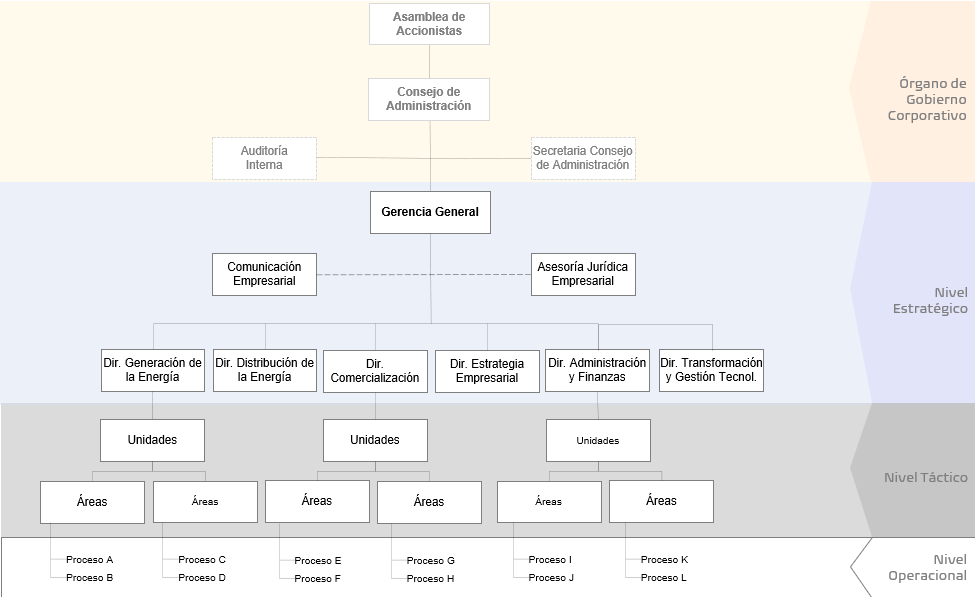 Asamblea de
Accionistas
Consejo de
Administración
Órgano de
Gobierno
Corporativo
Auditoría
Interna
Secretaria Consejo
de Administración
Gerencia General
Comunicación
Empresarial
Asesoría Jurídica
Empresarial
Nivel
Estratégico
Dir. Generación de
la Energía
Dir. Distribución de
la Energía
Dir.
Comercialización
Dir. Estrategia
Empresarial
Dir. Administración
y Finanzas
Dir. Transformación
y Gestión Tecnol.
Unidades
Unidades
Unidades
Nivel Táctico
Áreas
Áreas
Áreas
Áreas
Áreas
Áreas
Proceso A
Proceso B
Proceso C
Proceso D
Proceso E
Proceso F
Proceso G
Proceso H
Proceso I
Proceso J
Proceso K
Proceso L
Nivel
Operacional